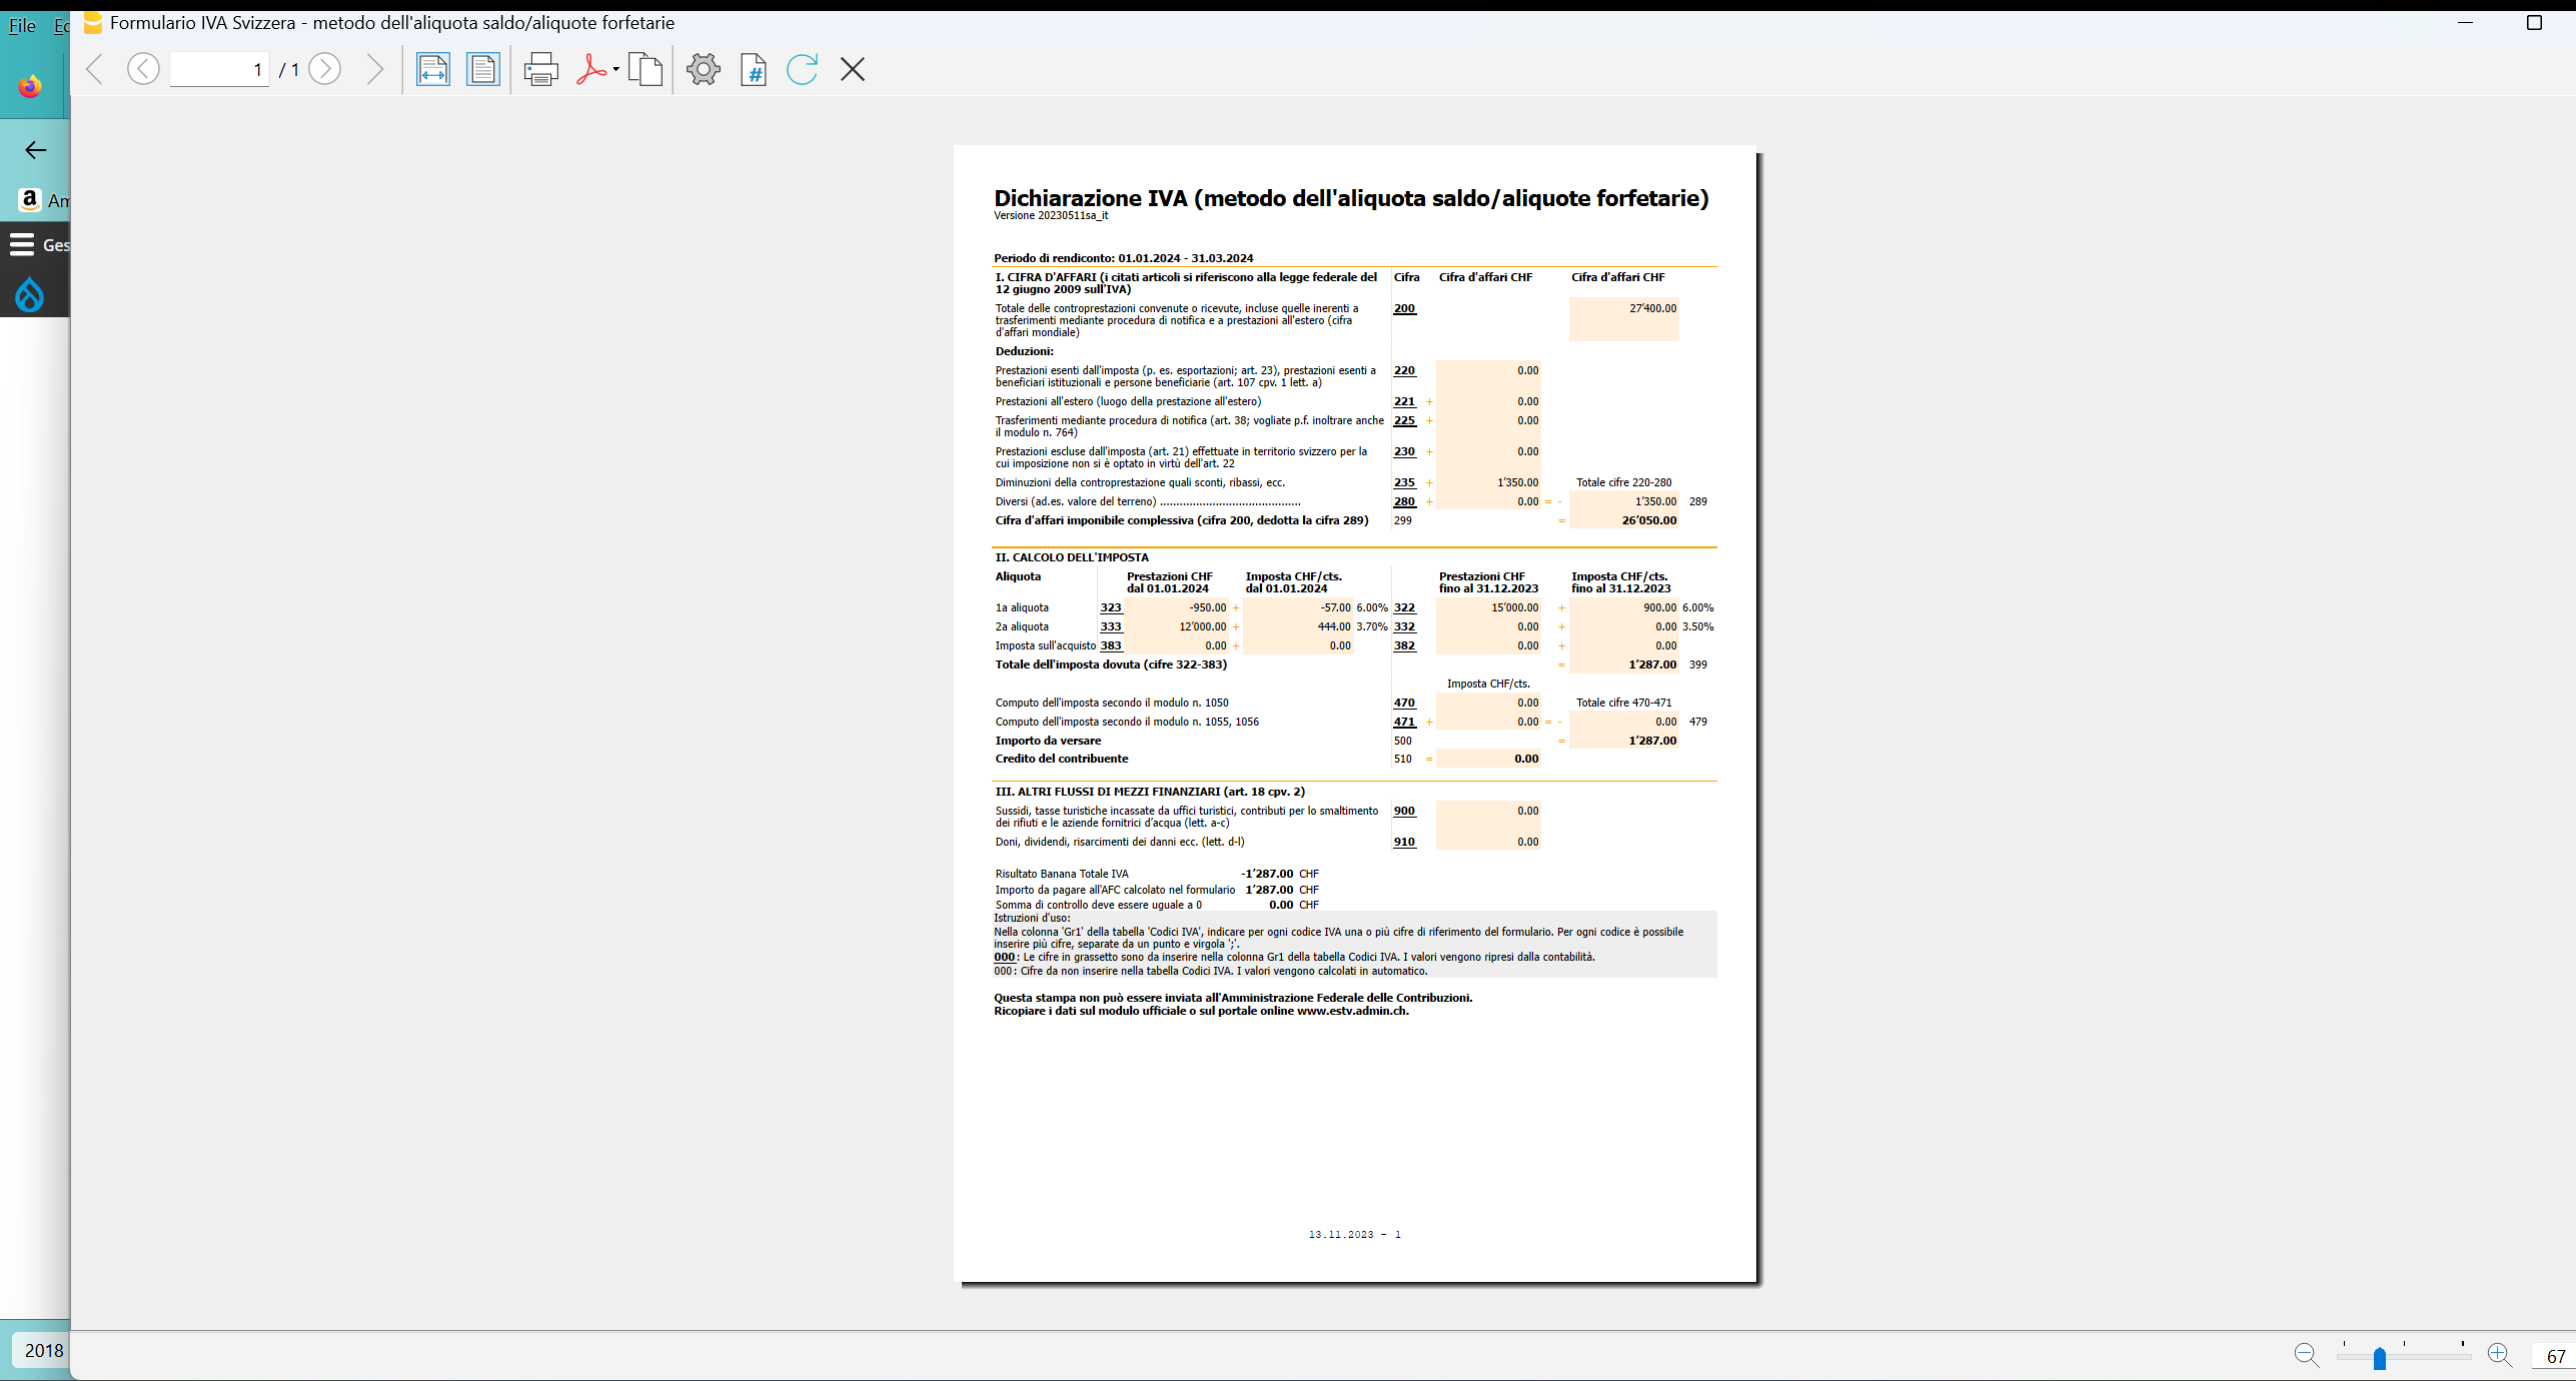 File Ed
Formulario IVA Svizzera - metodo dell'aliquota saldo/aliquote forfetarie
1 / 1
Am
Ges
Dichiarazione IVA (metodo dell'aliquota saldo/aliquote forfetarie)
Versione 20230511sa_it
Periodo di rendiconto: 01.01.2024 - 31.03.2024
I. CIFRA D'AFFARI (i citati articoli si riferiscono alla legge federale del Cifra Cifra d'affari CHF Cifra d'affari CHF
12 giugno 2009 sull'IVA)
Totale delle controprestazioni convenute o ricevute, incluse quelle inerenti a 200 27'400.00
trasferimenti mediante procedura di notifica e a prestazioni all'estero (cifra
d'affari mondiale)
Deduzioni:
Prestazioni esenti dall'imposta (p. es. esportazioni; art. 23), prestazioni esenti a 220 0.00
beneficiari istituzionali e persone beneficiarie (art. 107 cpv. 1 lett. a)
Prestazioni all'estero (luogo della prestazione all'estero) 221 + 0.00
Trasferimenti mediante procedura di notifica (art. 38; vogliate p.f. inoltrare anche 225 + 0.00
il modulo n. 764)
Prestazioni escluse dall'imposta (art. 21) effettuate in territorio svizzero per la 230 + 0.00
cui imposizione non si è optato in virtù dell'art. 22
Diminuzioni della controprestazione quali sconti, ribassi, ecc. 235 + 1'350.00 Totale cifre 220-280
Diversi (ad.es. valore del terreno) ........................................... 280 + 0.00 = - 1'350.00 289
Cifra d'affari imponibile complessiva (cifra 200, dedotta la cifra 289) 299 = 26'050.00
II. CALCOLO DELL'IMPOSTA
Aliquota Prestazioni CHF Imposta CHF/cts. Prestazioni CHF Imposta CHF/cts.
dal 01.01.2024 dal 01.01.2024 fino al 31.12.2023 fino al 31.12.2023
1a aliquota 323 -950.00 + -57.00 6.00% 322 15'000.00 + 900.00 6.00%
2a aliquota 333 12'000.00 + 444.00 3.70% 332 0.00 + 0.00 3.50%
Imposta sull'acquisto 383 0.00 + 0.00 382 0.00 + 0.00
Totale dell'imposta dovuta (cifre 322-383) = 1'287.00 399
Imposta CHF/cts.
Computo dell'imposta secondo il modulo n. 1050 470 0.00 Totale cifre 470-471
Computo dell'imposta secondo il modulo n. 1055, 1056 471 + 0.00 = - 0.00 479
Importo da versare 500 = 1'287.00
Credito del contribuente 510 = 0.00
III. ALTRI FLUSSI DI MEZZI FINANZIARI (art. 18 cpv. 2)
Sussidi, tasse turistiche incassate da uffici turistici, contributi per lo smaltimento 900 0.00
dei rifiuti e le aziende fornitrici d'acqua (lett. a-c)
Doni, dividendi, risarcimenti dei danni ecc. (lett. d-l) 910 0.00
Risultato Banana Totale IVA -1'287.00 CHF
Importo da pagare all'AFC calcolato nel formulario 1'287.00 CHF
Somma di controllo deve essere uguale a 0 0.00 CHF
Istruzioni d'uso:
Nella colonna 'Gr1' della tabella 'Codici IVA', indicare per ogni codice IVA una o più cifre di riferimento del formulario. Per ogni codice è possibile
inserire più cifre, separate da un punto e virgola ';'.
000: Le cifre in grassetto sono da inserire nella colonna Gr1 della tabella Codici IVA. I valori vengono ripresi dalla contabilità.
000: Cifre da non inserire nella tabella Codici IVA. I valori vengono calcolati in automatico.
Questa stampa non può essere inviata all'Amministrazione Federale delle Contribuzioni.
Ricopiare i dati sul modulo ufficiale o sul portale online www.estv.admin.ch.
13.11.2023 - 1
2018
67